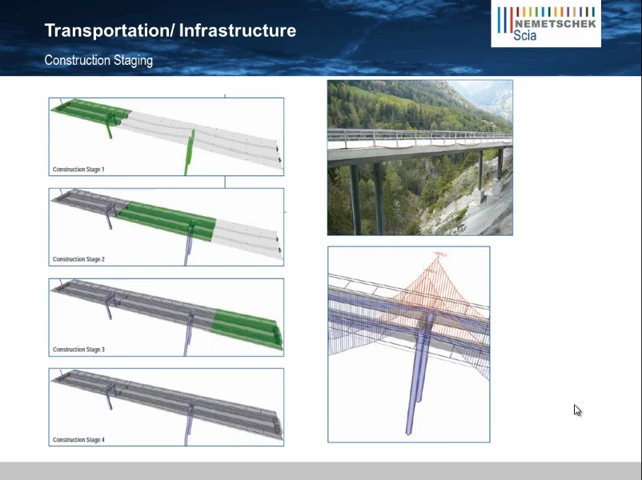 Transportation/ Infrastructure
Construction Staging
NEMETSCHEK
Scia
Construction Stage 1
Construction Stage 2
Construction Stage 3
Construction Stage 4